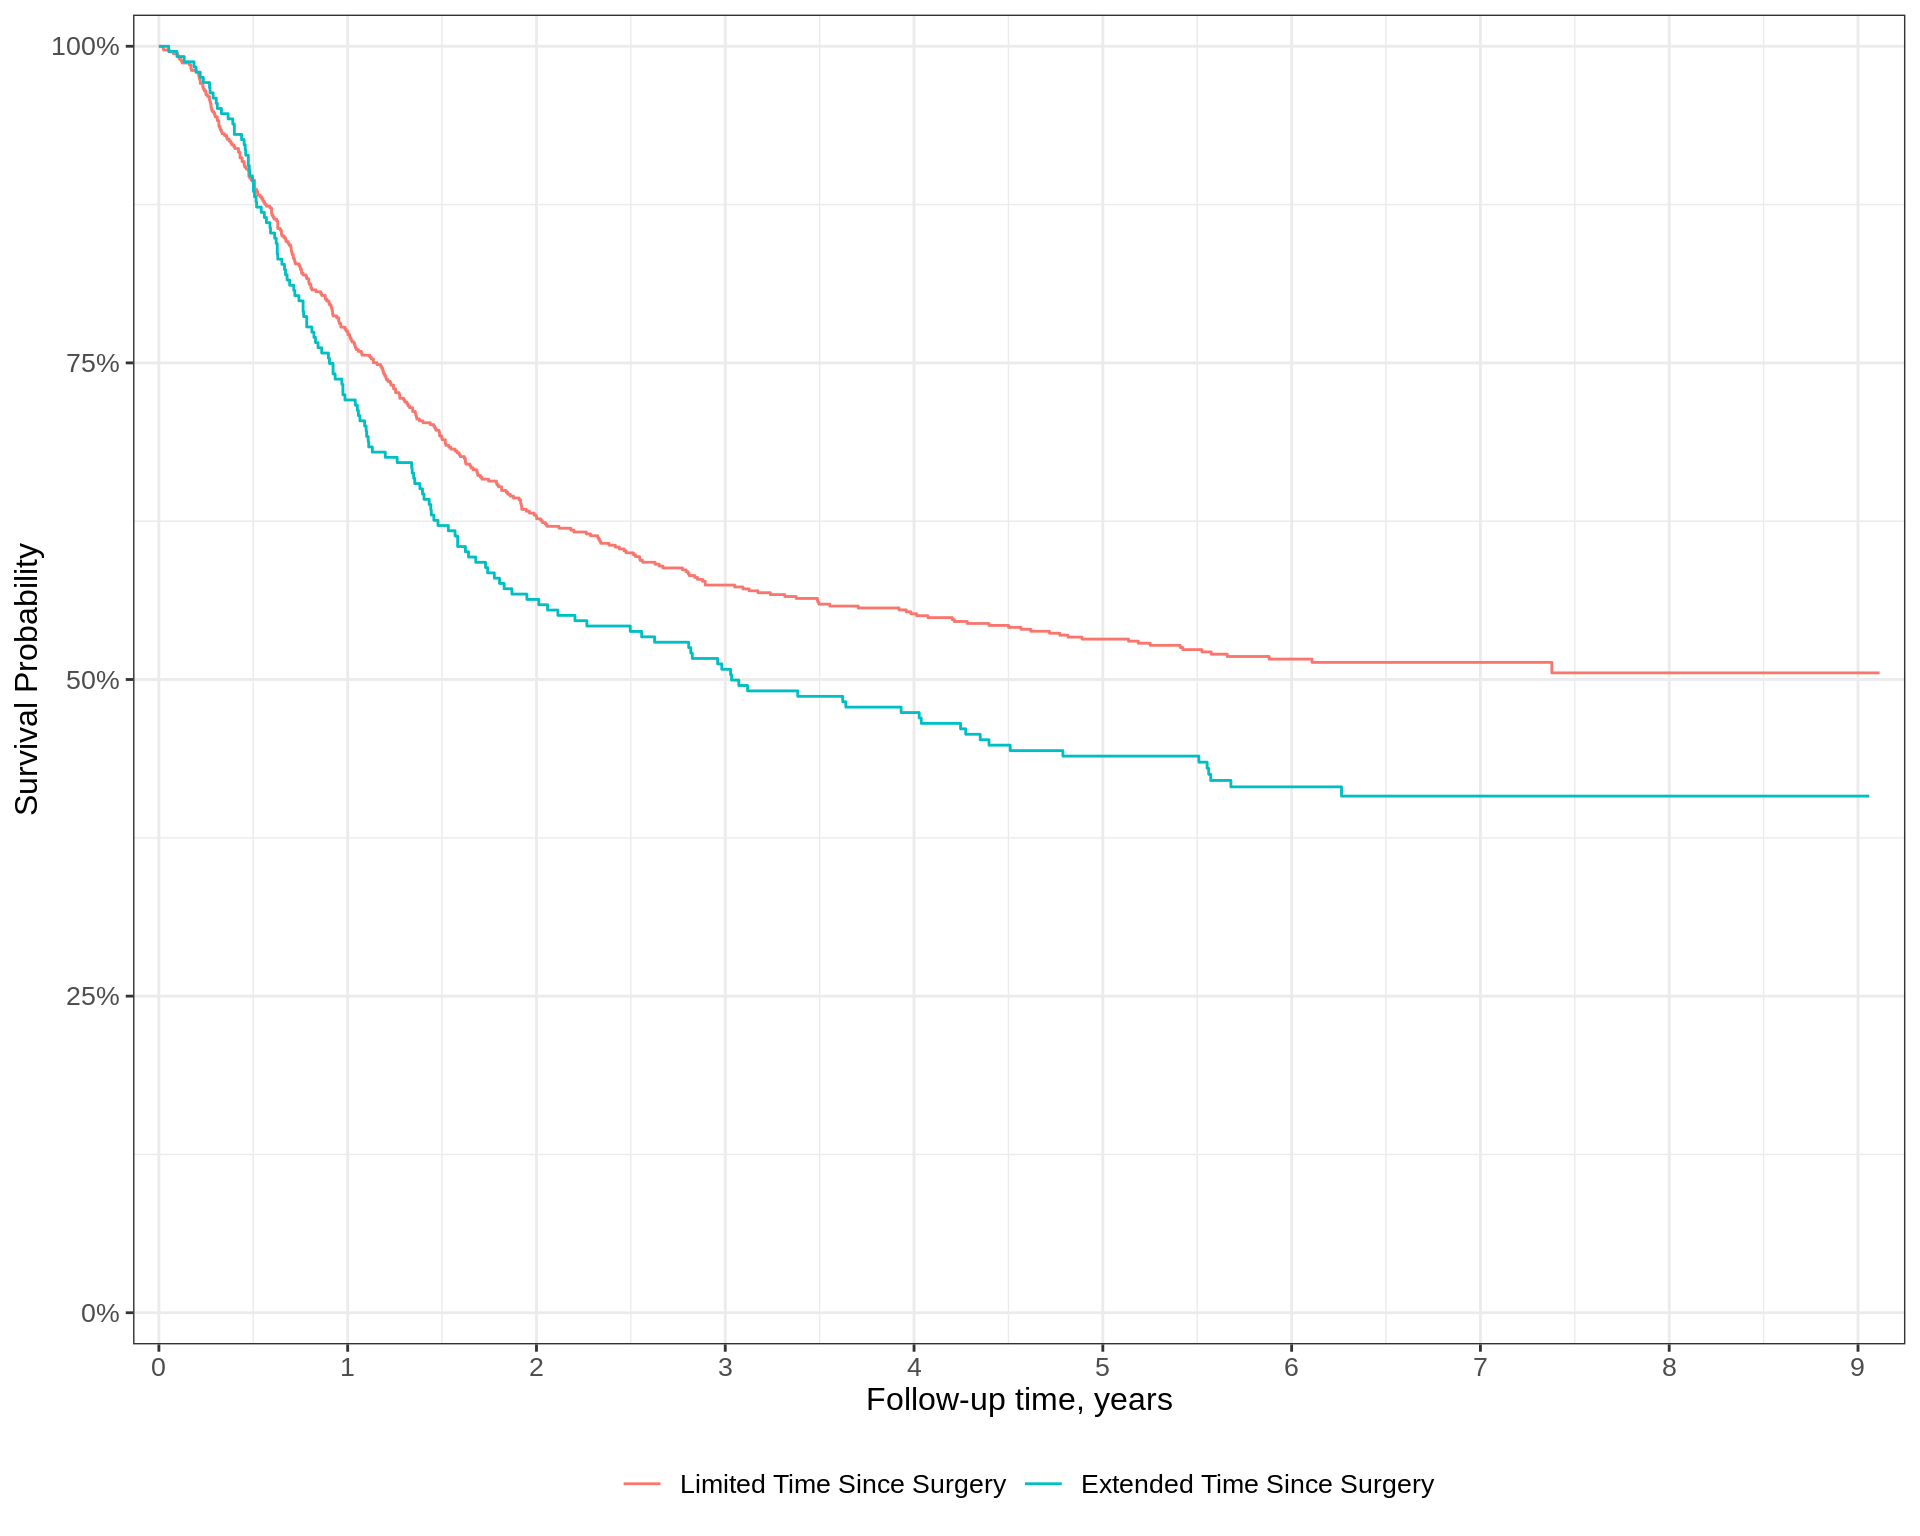 100%
75%
50%
25%
0%
Survival Probability
0 1 2 3 4 5 6 7 8 9
Follow-up time, years
Limited Time Since Surgery Extended Time Since Surgery